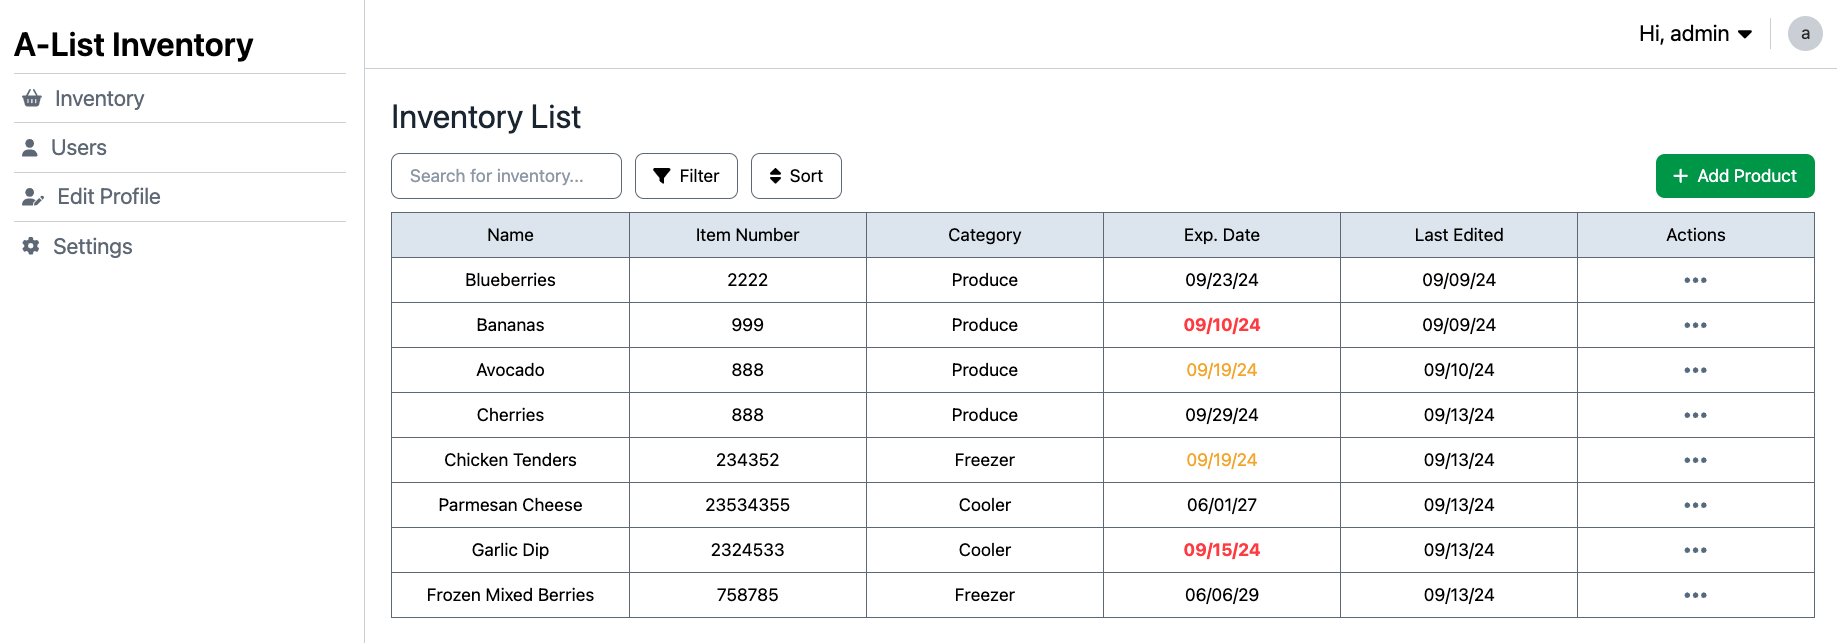 A-List Inventory
Inventory
Users
Edit Profile
Settings
Hi, admin
a
Inventory List
Search for inventory...
Filter
Sort
Add Product
Name Item Number Category Exp. Date Last Edited Actions
Blueberries 2222 Produce 09/23/24 09/09/24
Bananas 999 Produce 09/10/24 09/09/24
Avocado 888 Produce 09/19/24 09/10/24
Cherries 888 Produce 09/29/24 09/13/24
Chicken Tenders 234352 Freezer 09/19/24 09/13/24
Parmesan Cheese 23534355 Cooler 06/01/27 09/13/24
Garlic Dip 2324533 Cooler 09/15/24 09/13/24
Frozen Mixed Berries 758785 Freezer 06/06/29 09/13/24